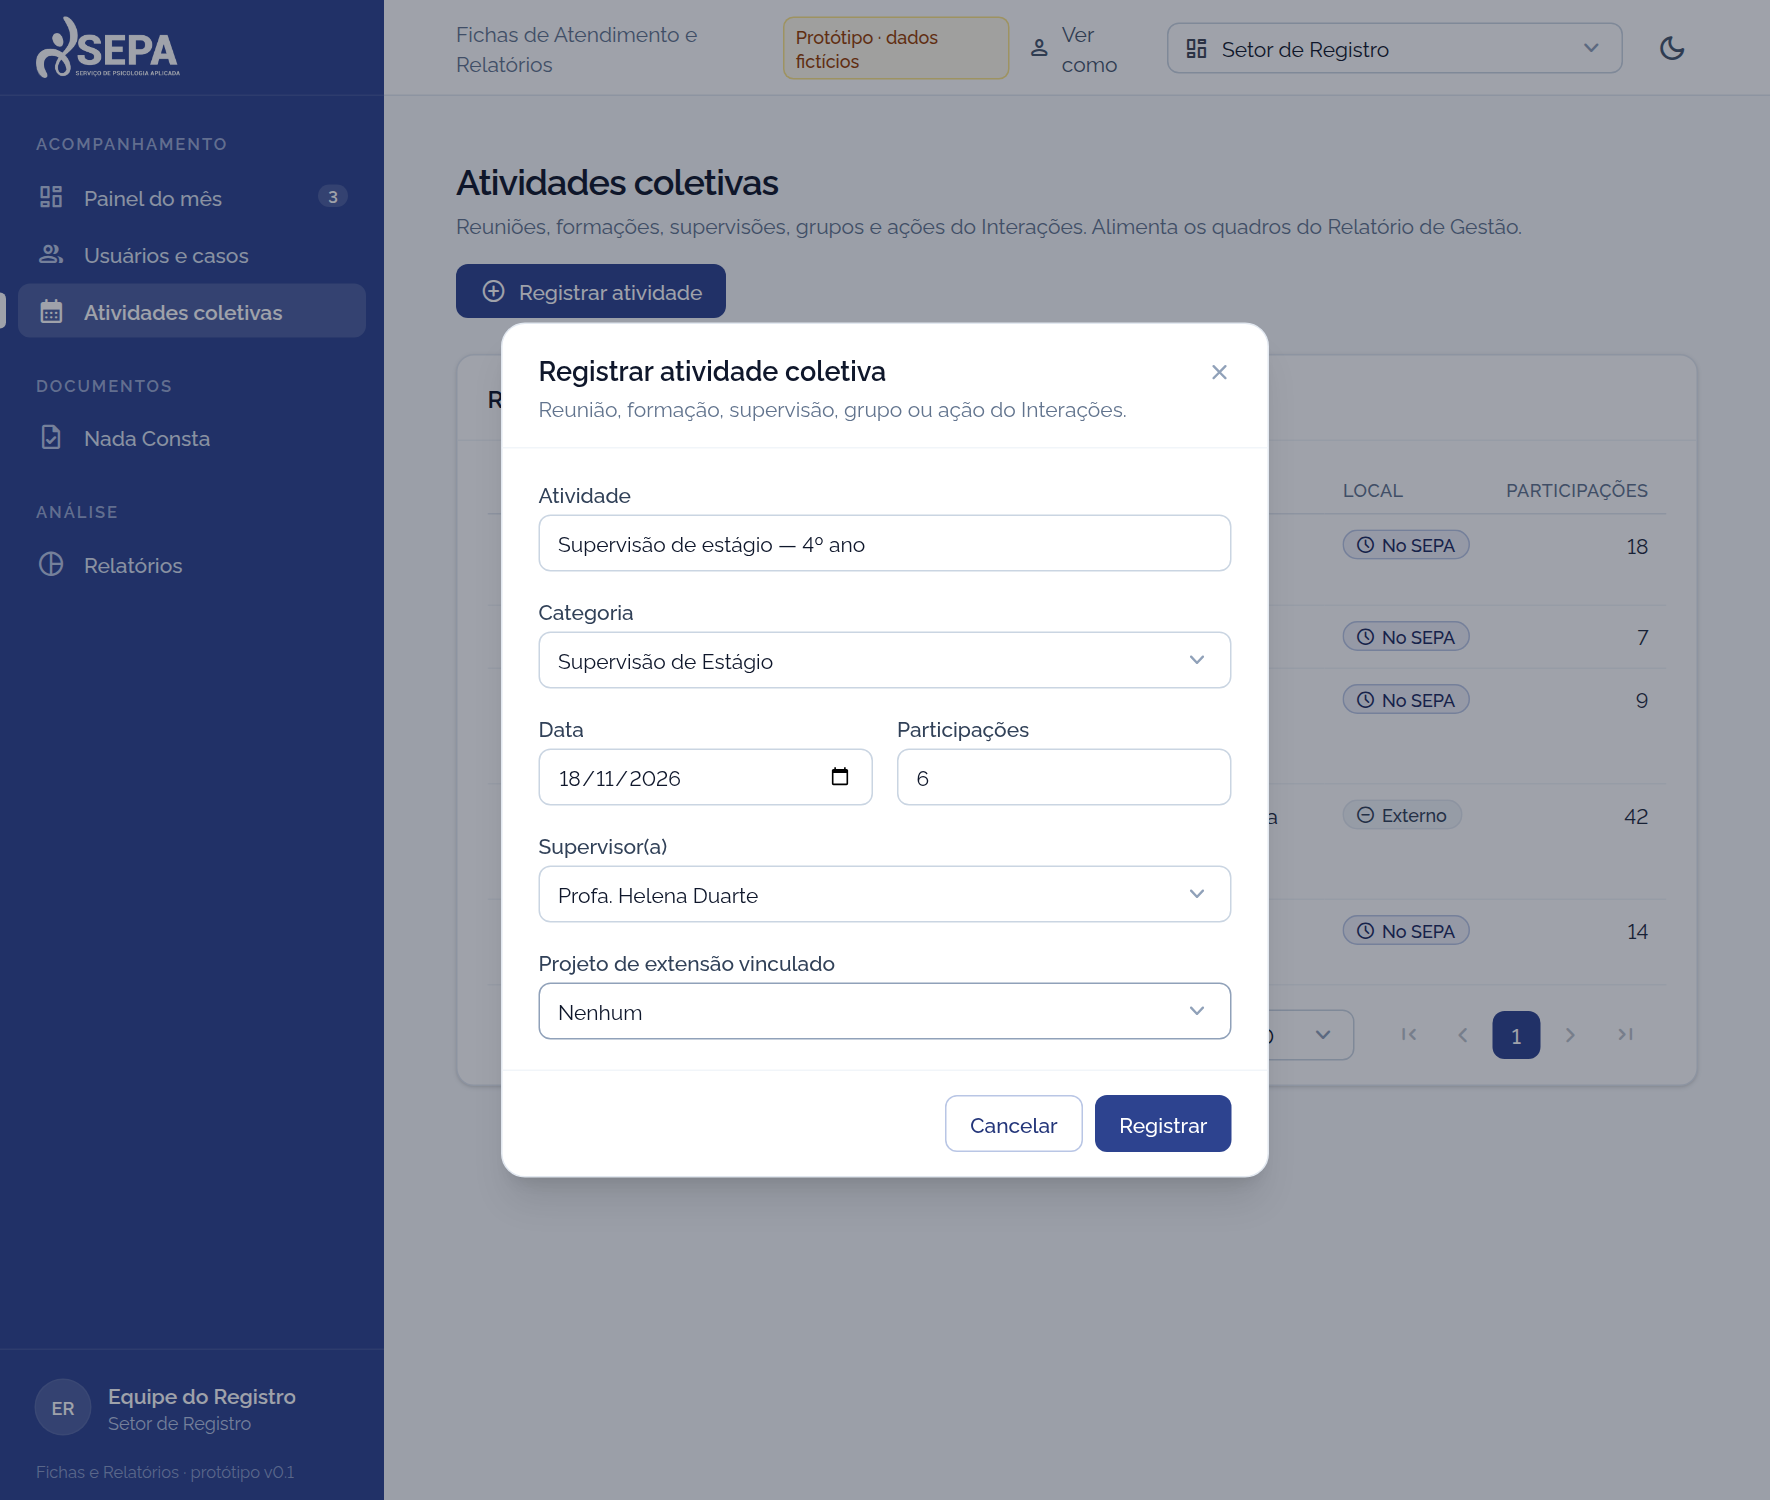 SEPA
SERVIÇO DE PSICOLOGIA APLICADA
ACOMPANHAMENTO
Painel do mês 3
Usuários e casos
Atividades coletivas
DOCUMENTOS
Nada Consta
ANÁLISE
Relatórios
ER
Equipe do Registro
Setor de Registro
Fichas e Relatórios · protótipo v0.1
Fichas de Atendimento e
Relatórios
Protótipo · dados
fictícios
Ver
como
Setor de Registro
Atividades coletivas
Reuniões, formações, supervisões, grupos e ações do Interações. Alimenta os quadros do Relatório de Gestão.
Registrar atividade
Registrar atividade coletiva
Reunião, formação, supervisão, grupo ou ação do Interações.
Atividade
Supervisão de estágio — 4º ano
Categoria
Supervisão de Estágio
Data
18/11/2026
Participações
6
Supervisor(a)
Profa. Helena Duarte
Projeto de extensão vinculado
Nenhum
Cancelar
Registrar
LOCAL PARTICIPAÇÕES
No SEPA 18
No SEPA 7
No SEPA 9
Externo 42
No SEPA 14
1